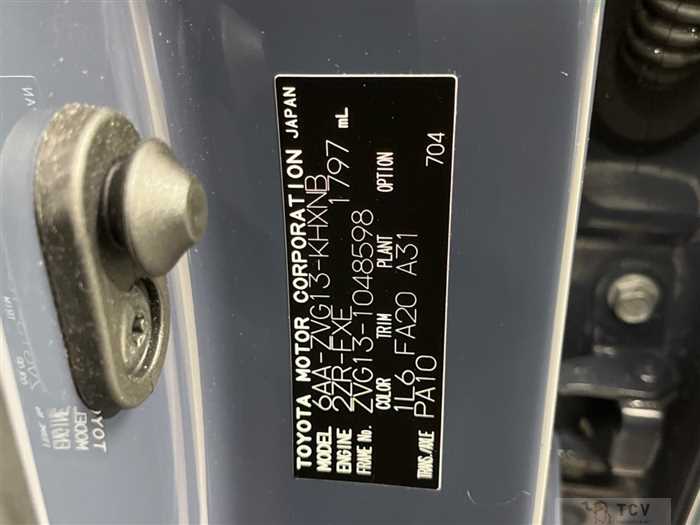 TOYOTA MOTOR CORPORATION JAPAN
MODEL 6AA-ZVG13-KHXNB
ENGINE 2ZR-EXE 1797 mL
FRAME No. ZVG13-1048598
COLOR TRIM PLANT OPTION
1L6 FA20 A31
TRANS./AXLE PA10 704
TCV